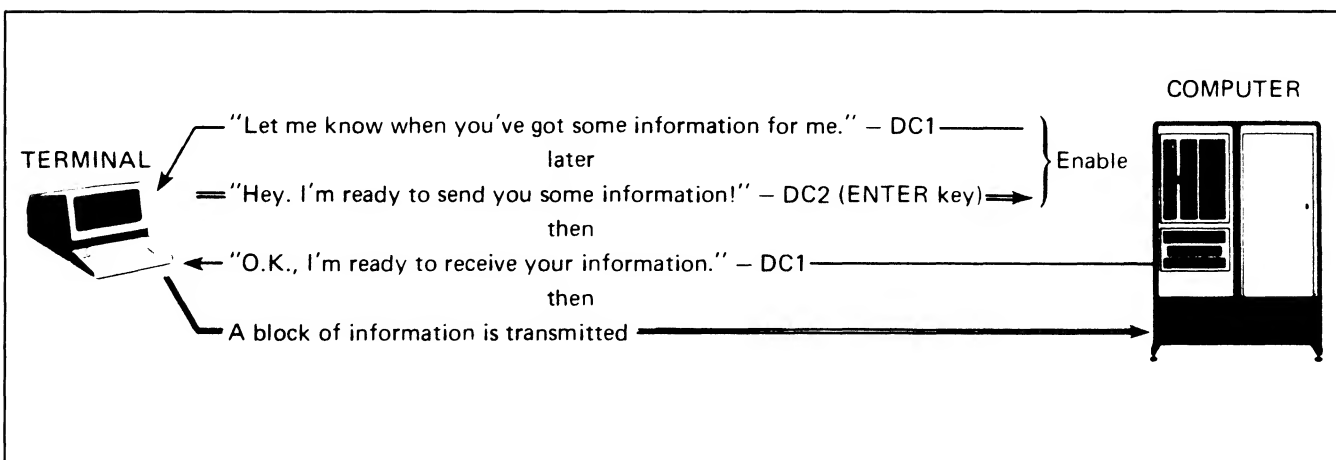 COMPUTER
"Let me know when you've got some information for me." – DC1
TERMINAL
later
Enable
"Hey. I'm ready to send you some information!" – DC2 (ENTER key)
then
"O.K., I'm ready to receive your information." – DC1
then
A block of information is transmitted